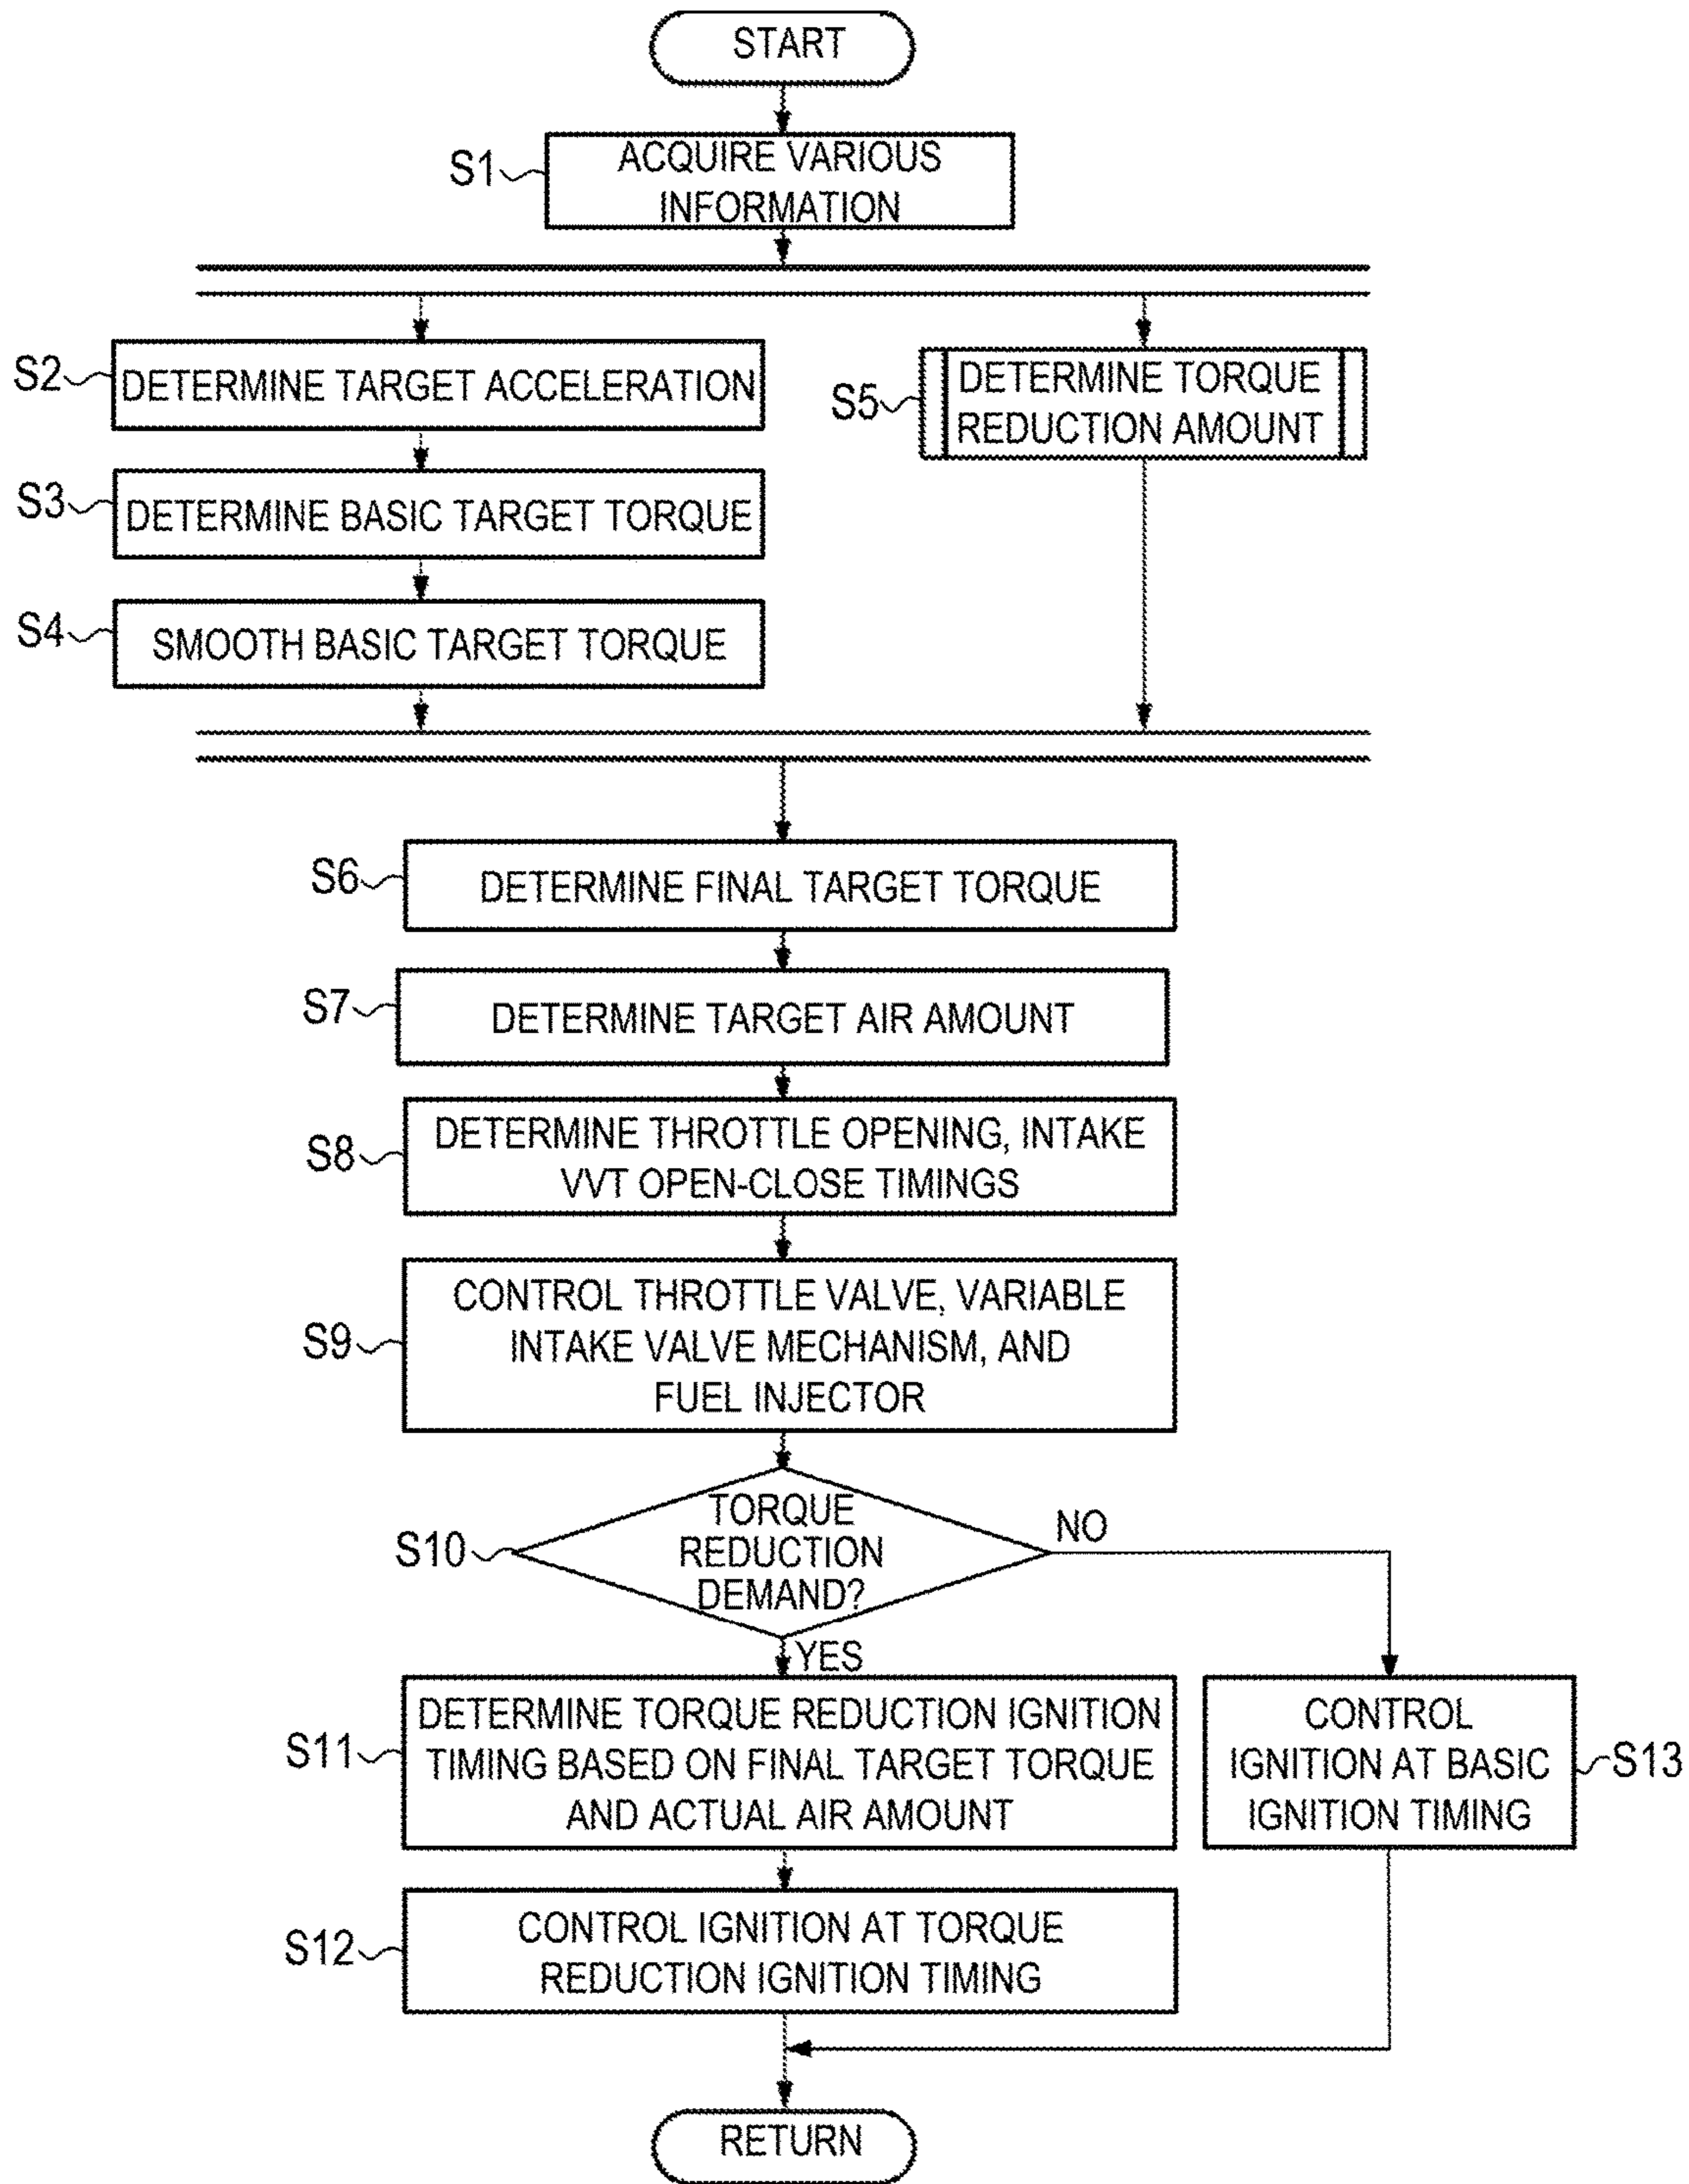 START
S1
ACQUIRE VARIOUS
INFORMATION
S2
DETERMINE TARGET ACCELERATION
S3
DETERMINE BASIC TARGET TORQUE
S4
SMOOTH BASIC TARGET TORQUE
S5
DETERMINE TORQUE
REDUCTION AMOUNT
S6
DETERMINE FINAL TARGET TORQUE
S7
DETERMINE TARGET AIR AMOUNT
S8
DETERMINE THROTTLE OPENING, INTAKE
VVT OPEN-CLOSE TIMINGS
S9
CONTROL THROTTLE VALVE, VARIABLE
INTAKE VALVE MECHANISM, AND
FUEL INJECTOR
S10
TORQUE
REDUCTION
DEMAND?
NO
YES
S11
DETERMINE TORQUE REDUCTION IGNITION
TIMING BASED ON FINAL TARGET TORQUE
AND ACTUAL AIR AMOUNT
CONTROL
IGNITION AT BASIC
IGNITION TIMING
S13
S12
CONTROL IGNITION AT TORQUE
REDUCTION IGNITION TIMING
RETURN